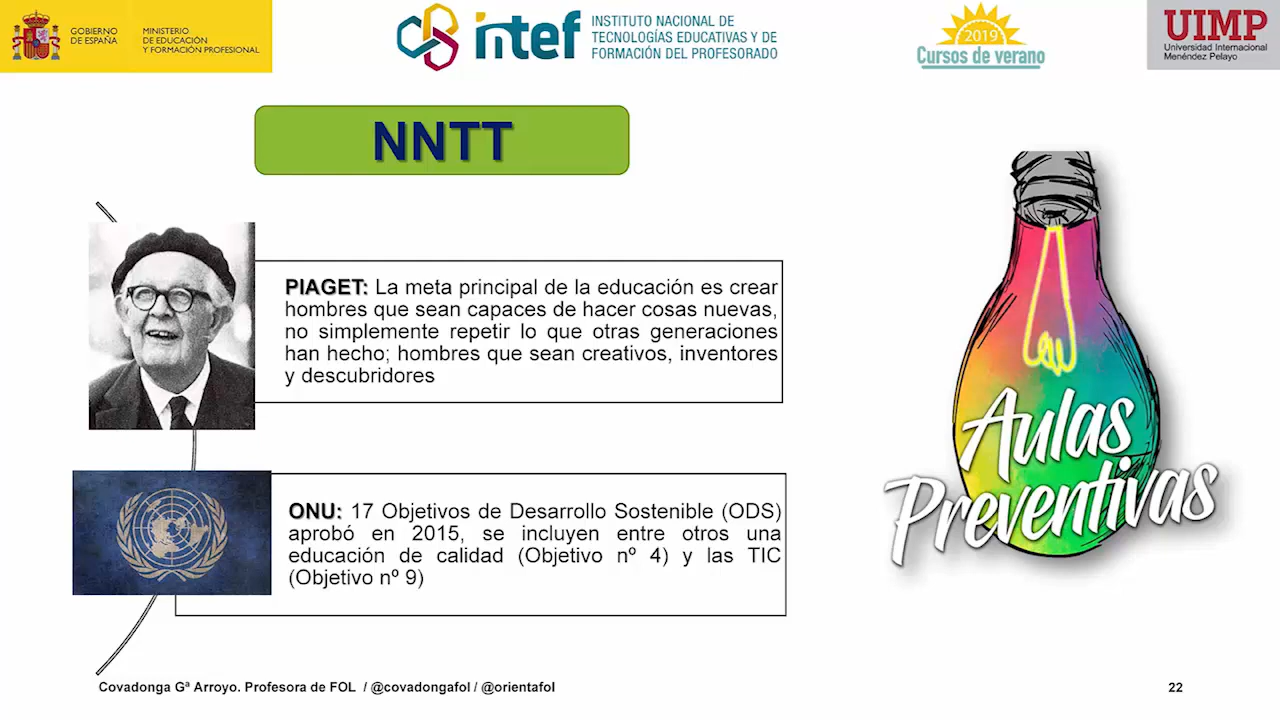 GOBIERNO
DE ESPAÑA
MINISTERIO
DE EDUCACIÓN
Y FORMACIÓN PROFESIONAL
intef
INSTITUTO NACIONAL DE
TECNOLOGÍAS EDUCATIVAS Y DE
FORMACIÓN DEL PROFESORADO
2019
Cursos de verano
UIMP
Universidad Internacional
Menéndez Pelayo
NNTT
PIAGET: La meta principal de la educación es crear
hombres que sean capaces de hacer cosas nuevas,
no simplemente repetir lo que otras generaciones
han hecho; hombres que sean creativos, inventores
y descubridores
ONU: 17 Objetivos de Desarrollo Sostenible (ODS)
aprobó en 2015, se incluyen entre otros una
educación de calidad (Objetivo nº 4) y las TIC
(Objetivo nº 9)
Aulas
Preventivas
Covadonga Gª Arroyo. Profesora de FOL / @covadongafol / @orientafol
22